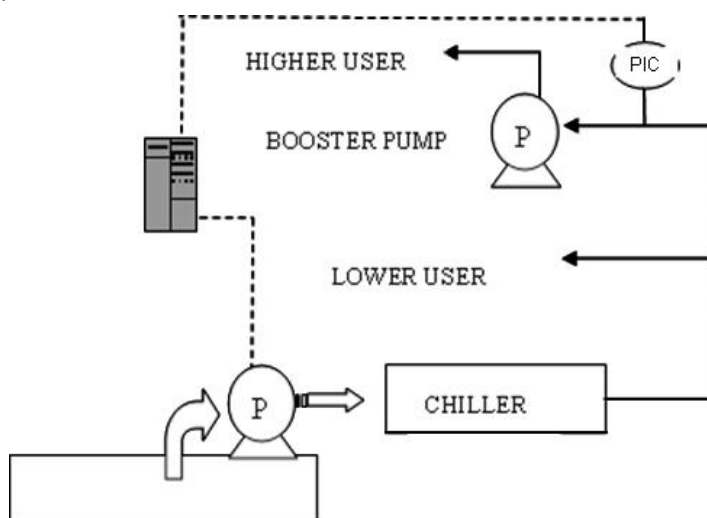 HIGHER USER
PIC
BOOSTER PUMP
P
LOWER USER
P
CHILLER